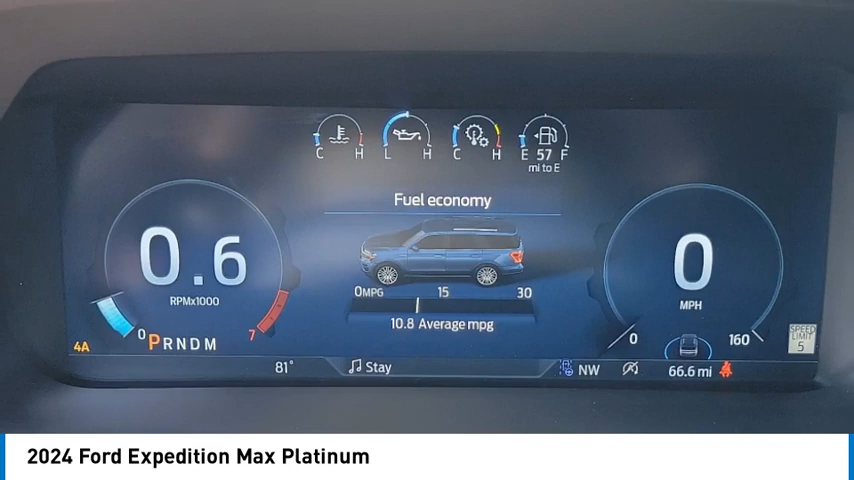 C H L H C H E 57 F
mi to E
Fuel economy
0.6
RPMx1000
0 7
0MPG 15 30
10.8 Average mpg
0
MPH
0 160
SPEED LIMIT 5
4A PRNDM
81° Stay NW 66.6 mi
2024 Ford Expedition Max Platinum